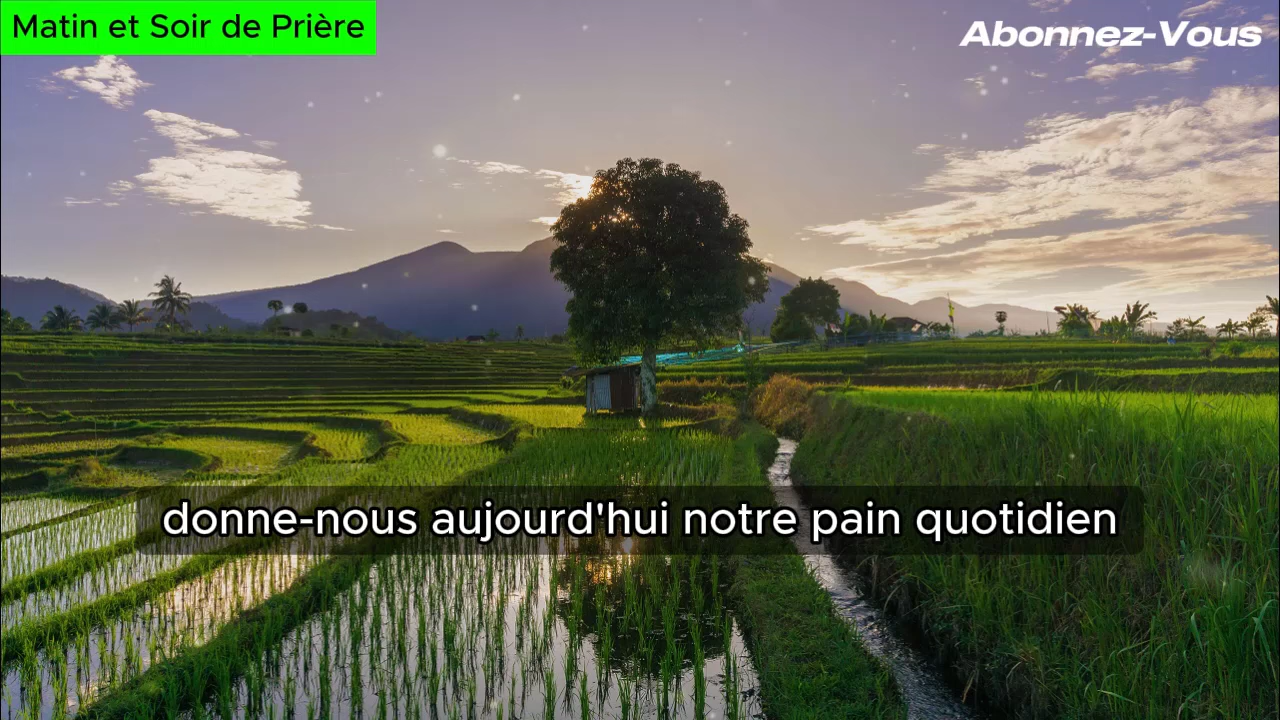 Matin et Soir de Prière
Abonnez-Vous
donne-nous aujourd'hui notre pain quotidien